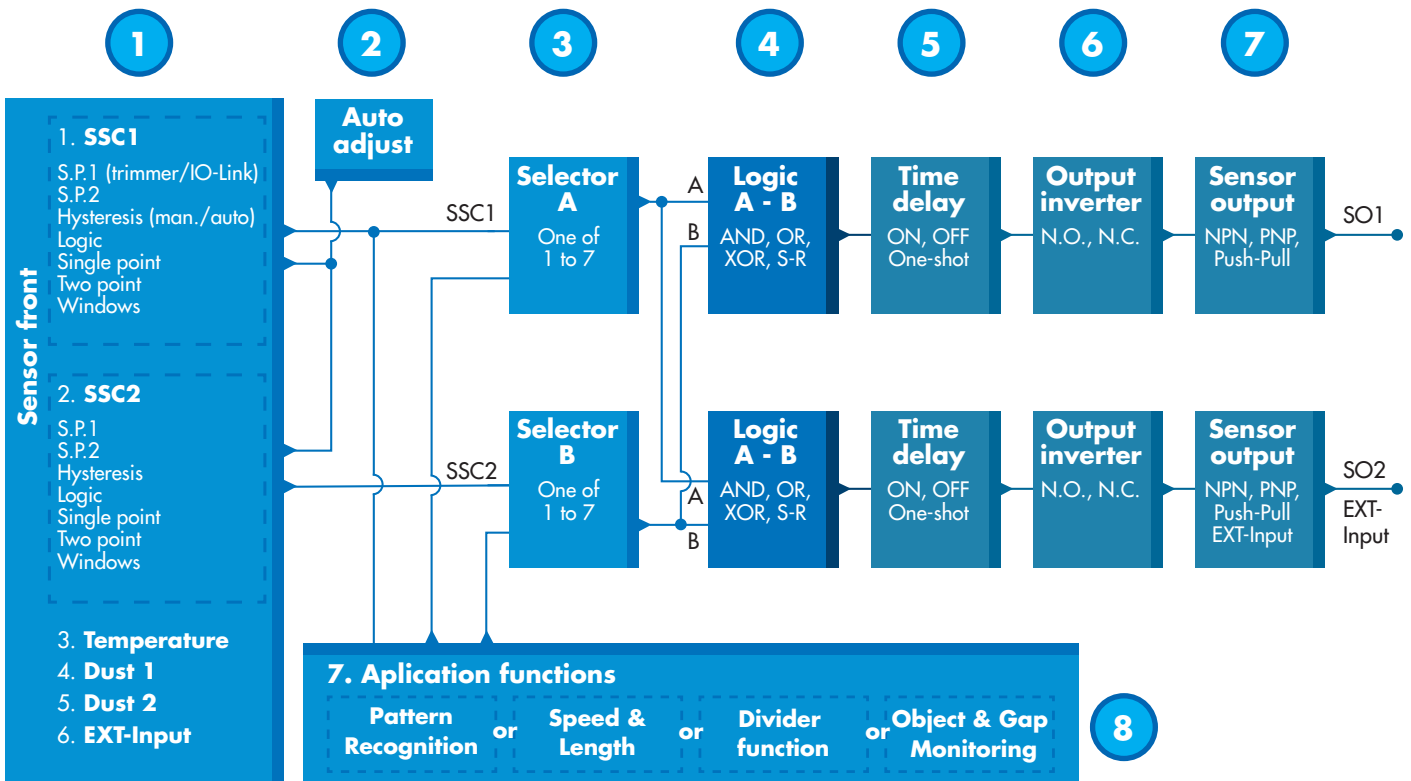 1
2
3
4
5
6
7
Sensor front
1. SSC1
S.P.1 (trimmer/IO-Link)
S.P.2
Hysteresis (man./auto)
Logic
Single point
Two point
Windows
2. SSC2
S.P.1
S.P.2
Hysteresis
Logic
Single point
Two point
Windows
3. Temperature
4. Dust 1
5. Dust 2
6. EXT-Input
Auto
adjust
SSC1
Selector
A
One of
1 to 7
A
B
Logic
A - B
AND, OR,
XOR, S-R
Time
delay
ON, OFF
One-shot
Output
inverter
N.O., N.C.
Sensor
output
NPN, PNP,
Push-Pull
SO1
SSC2
Selector
B
One of
1 to 7
A
B
Logic
A - B
AND, OR,
XOR, S-R
Time
delay
ON, OFF
One-shot
Output
inverter
N.O., N.C.
Sensor
output
NPN, PNP,
Push-Pull
EXT-Input
SO2
EXT-
Input
7. Aplication functions
Pattern
Recognition
or
Speed &
Length
or
Divider
function
or
Object & Gap
Monitoring
8